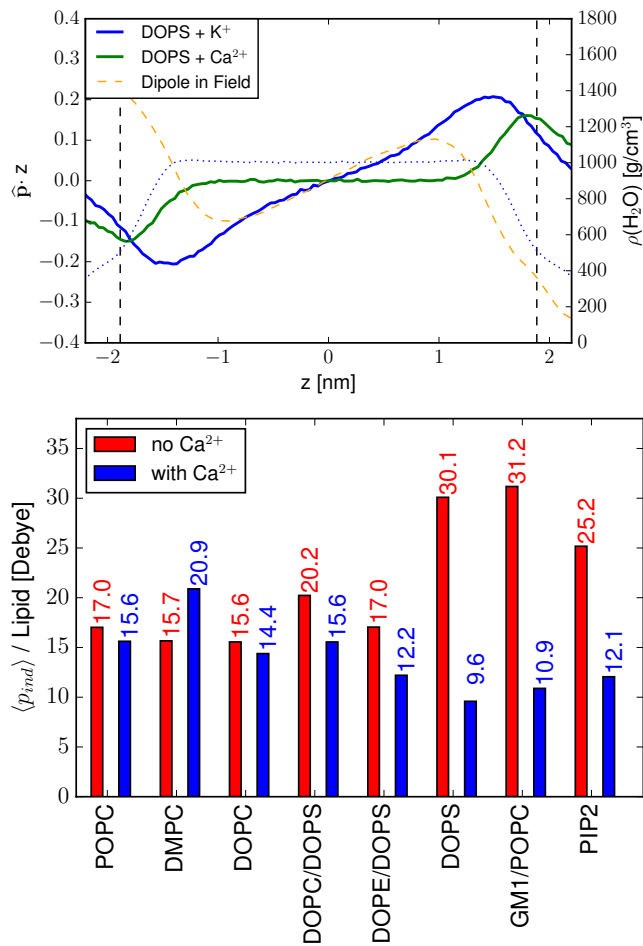 0.4
0.3
0.2
0.1
0.0
−0.1
−0.2
−0.3
−0.4
p̂ · z
DOPS + K⁺
DOPS + Ca²⁺
Dipole in Field
1800
1600
1400
1200
1000
800
600
400
200
0
ρ(H₂O) [g/cm³]
−2 −1 0 1 2
z [nm]
35
30
25
20
15
10
5
0
⟨p_ind⟩ / Lipid [Debye]
no Ca²⁺
with Ca²⁺
17.0 15.6
15.7 20.9
15.6 14.4
20.2 15.6
17.0 12.2
30.1 9.6
31.2 10.9
25.2 12.1
POPC
DMPC
DOPC
DOPC/DOPS
DOPE/DOPS
DOPS
GM1/POPC
PIP2